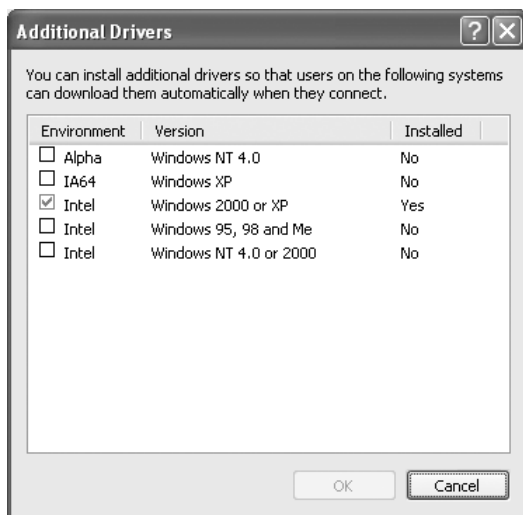 Additional Drivers
You can install additional drivers so that users on the following systems
can download them automatically when they connect.
Environment Version Installed
Alpha Windows NT 4.0 No
IA64 Windows XP No
Intel Windows 2000 or XP Yes
Intel Windows 95, 98 and Me No
Intel Windows NT 4.0 or 2000 No
OK Cancel